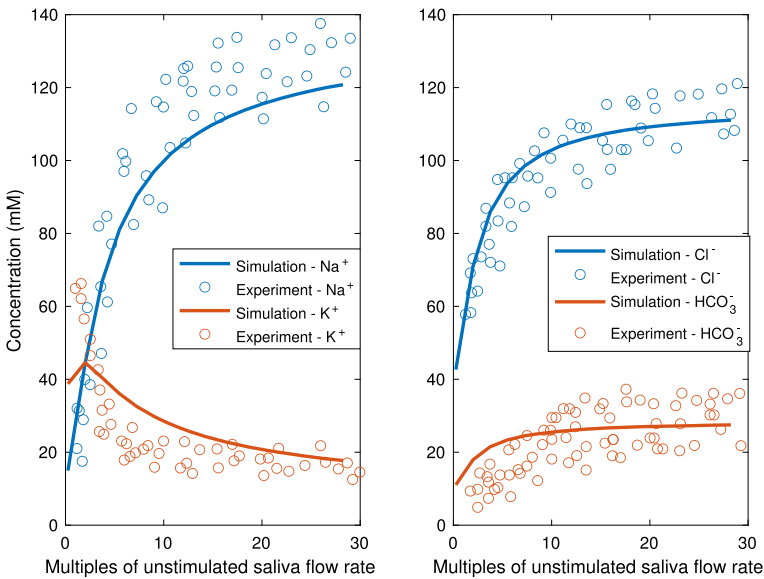 140
120
100
80
60
40
20
0
Concentration (mM)
0 10 20 30
Multiples of unstimulated saliva flow rate
Simulation - Na⁺
Experiment - Na⁺
Simulation - K⁺
Experiment - K⁺
140
120
100
80
60
40
20
0
0 10 20 30
Multiples of unstimulated saliva flow rate
Simulation - Cl⁻
Experiment - Cl⁻
Simulation - HCO₃⁻
Experiment - HCO₃⁻